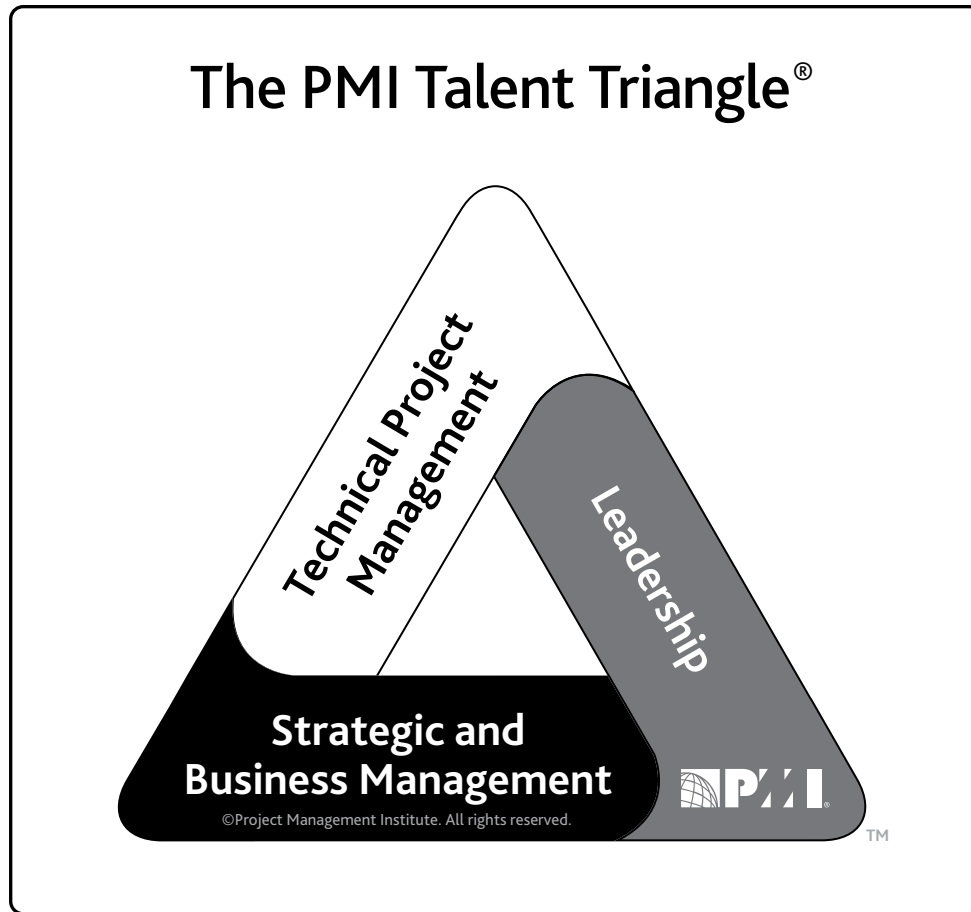 The PMI Talent Triangle®
Technical Project
Management
Leadership
Strategic and
Business Management
©Project Management Institute. All rights reserved.
PMI®
TM